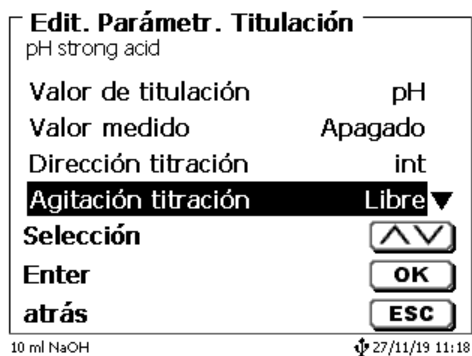 Edit. Parámetr. Titulación
pH strong acid
Valor de titulación pH
Valor medido Apagado
Dirección titración int
Agitación titración Libre
Selección
Enter OK
atrás ESC
10 ml NaOH 27/11/19 11:18